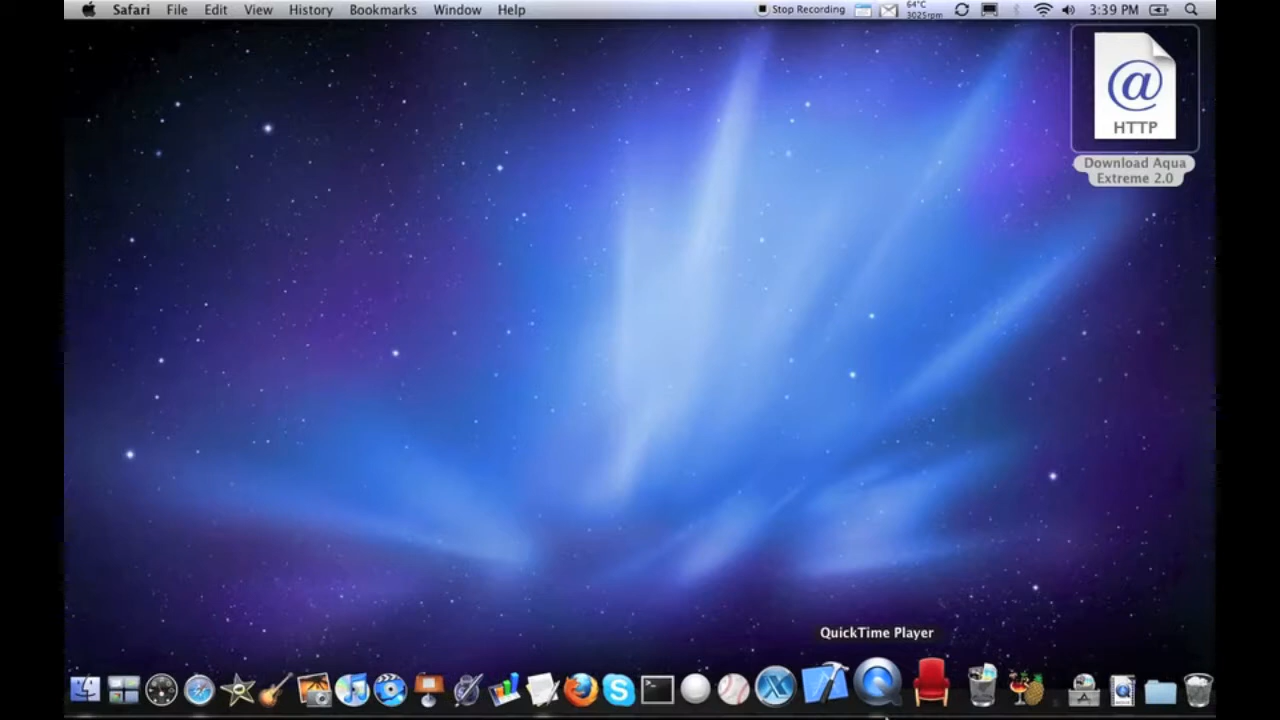 Safari File Edit View History Bookmarks Window Help Stop Recording 64°C 3025rpm 3:39 PM
@
HTTP
Download Aqua
Extreme 2.0
QuickTime Player